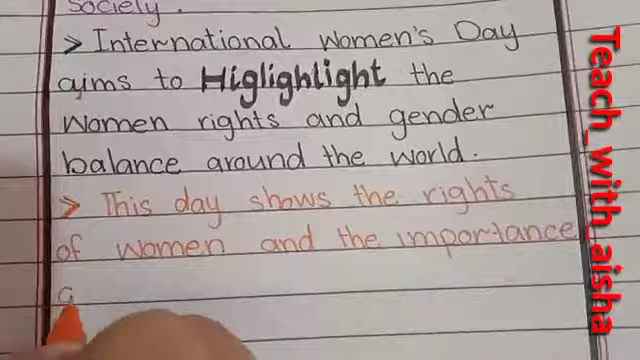 Society.
> International Women's Day
aims to Higlighlight the
women rights and gender
balance around the world.
> This day shows the rights
of women and the importance
Teach_with_aisha